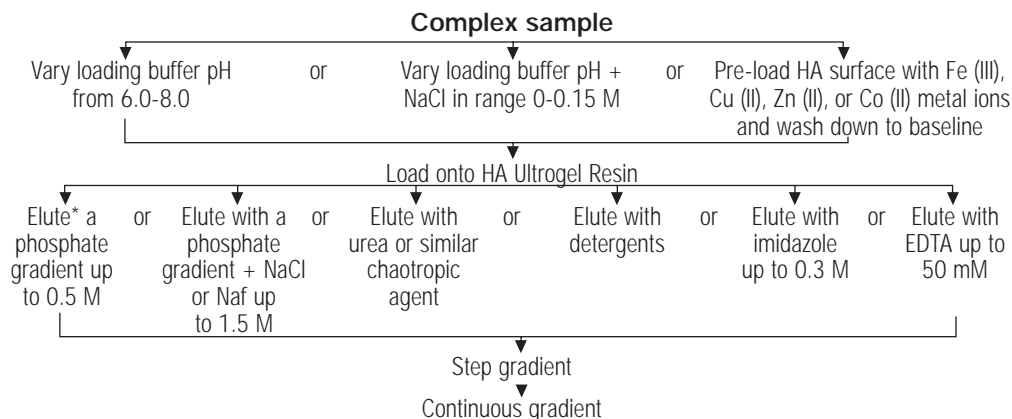 Complex sample
Vary loading buffer pH
from 6.0-8.0
or
Vary loading buffer pH +
NaCl in range 0-0.15 M
or
Pre-load HA surface with Fe (III),
Cu (II), Zn (II), or Co (II) metal ions
and wash down to baseline
Load onto HA Ultrogel Resin
Elute* a
phosphate
gradient up
to 0.5 M
or
Elute with a
phosphate
gradient + NaCl
or Naf up
to 1.5 M
or
Elute with
urea or similar
chaotropic
agent
or
Elute with
detergents
or
Elute with
imidazole
up to 0.3 M
or
Elute with
EDTA up to
50 mM
Step gradient
Continuous gradient